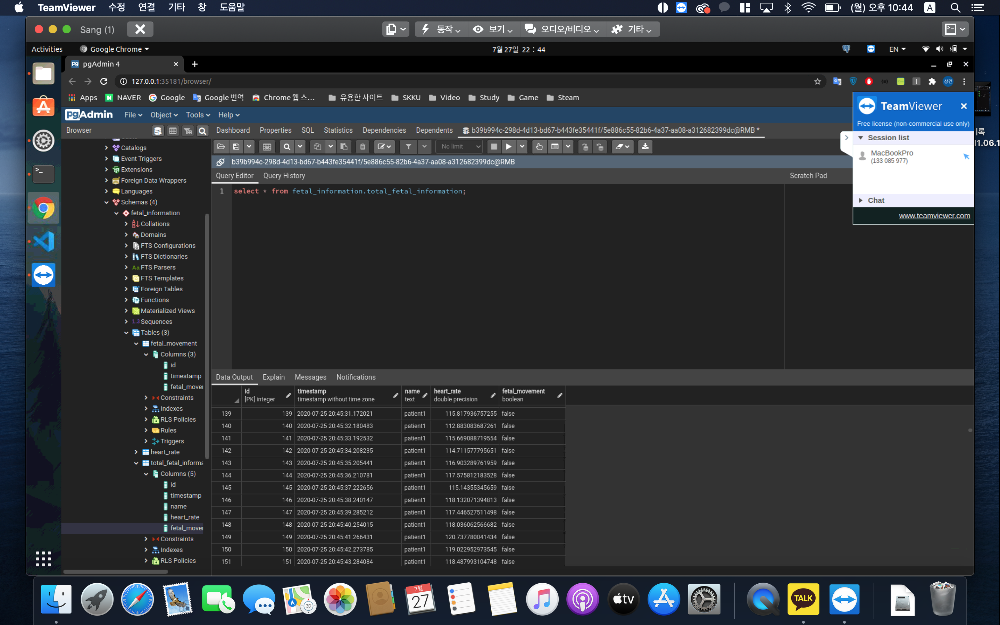 TeamViewer 수정 연결 기타 창 도움말 (월) 오후 10:44 A
Sang (1) 동작 보기 오디오/비디오 기타
Activities Google Chrome 7월 27일 22 : 44 EN
pgAdmin 4
127.0.0.1:35181/browser/ 상건
Apps NAVER Google Google 번역 Chrome 웹 스... 유용한 사이트 SKKU Video Study Game Steam
pgAdmin File Object Tools Help
Browser Dashboard Properties SQL Statistics Dependencies Dependents b39b994c-298d-4d13-bd67-b443fe35441f/5e886c55-82b6-4a37-aa08-a312682399dc@RMB *
No limit
b39b994c-298d-4d13-bd67-b443fe35441f/5e886c55-82b6-4a37-aa08-a312682399dc@RMB
Query Editor Query History Scratch Pad
1 select * from fetal_information.total_fetal_information;
TeamViewer
Free license (non-commercial use only)
Session list
MacBookPro
(133 085 977)
Chat
www.teamviewer.com
11.06.1
Catalogs
Event Triggers
Extensions
Foreign Data Wrappers
Languages
Schemas (4)
fetal_information
Collations
Domains
FTS Configurations
FTS Dictionaries
Aa FTS Parsers
FTS Templates
Foreign Tables
Functions
Materialized Views
1..3 Sequences
Tables (3)
fetal_movement
Columns (3)
id
timestamp
fetal_mover
Constraints
Indexes
RLS Policies
Rules
Triggers
heart_rate
total_fetal_informa
Columns (5)
id
timestamp
name
heart_rate
fetal_mover
Constraints
Indexes
RLS Policies
Data Output Explain Messages Notifications
id timestamp name heart_rate fetal_movement
[PK] integer timestamp without time zone text double precision boolean
139 139 2020-07-25 20:45:31.172021 patient1 115.817936757255 false
140 140 2020-07-25 20:45:32.180483 patient1 112.883083687261 false
141 141 2020-07-25 20:45:33.192532 patient1 115.669088719554 false
142 142 2020-07-25 20:45:34.208235 patient1 114.711577795651 false
143 143 2020-07-25 20:45:35.205441 patient1 116.903289761959 false
144 144 2020-07-25 20:45:36.210781 patient1 117.575812183528 false
145 145 2020-07-25 20:45:37.222656 patient1 115.14355345659 false
146 146 2020-07-25 20:45:38.240147 patient1 118.132071394813 false
147 147 2020-07-25 20:45:39.285212 patient1 117.446527511498 false
148 148 2020-07-25 20:45:40.254015 patient1 118.036062566682 false
149 149 2020-07-25 20:45:41.266431 patient1 120.737780041434 false
150 150 2020-07-25 20:45:42.273785 patient1 119.022952973545 false
151 151 2020-07-25 20:45:43.284084 patient1 118.487993104748 false
3D 7월 27 tv TALK